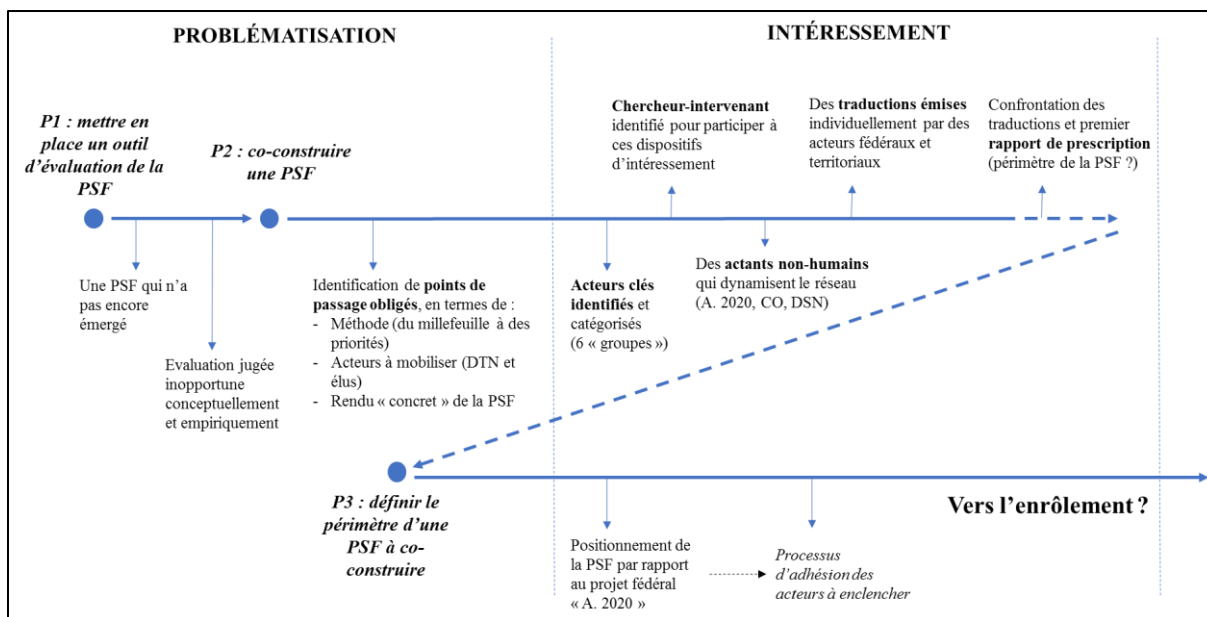 PROBLÉMATISATION
INTÉRESSEMENT
P1 : mettre en
place un outil
d’évaluation de la
PSF
P2 : co-construire
une PSF
Chercheur-intervenant
identifié pour participer à
ces dispositifs
d’intéressement
Des traductions émises
individuellement par des
acteurs fédéraux et
territoriaux
Confrontation des
traductions et premier
rapport de prescription
(périmètre de la PSF ?)
Une PSF qui n’a
pas encore
émergé
Evaluation jugée
inopportune
conceptuellement
et empiriquement
Identification de points de
passage obligés, en termes de :
- Méthode (du millefeuille à des
priorités)
- Acteurs à mobiliser (DTN et
élus)
- Rendu « concret » de la PSF
Acteurs clés
identifiés et
catégorisés
(6 « groupes »)
Des actants non-humains
qui dynamisent le réseau
(A. 2020, CO, DSN)
P3 : définir le
périmètre d’une
PSF à co-
construire
Vers l’enrôlement ?
Positionnement de
la PSF par rapport
au projet fédéral
« A. 2020 »
Processus
d’adhésion des
acteurs à enclencher